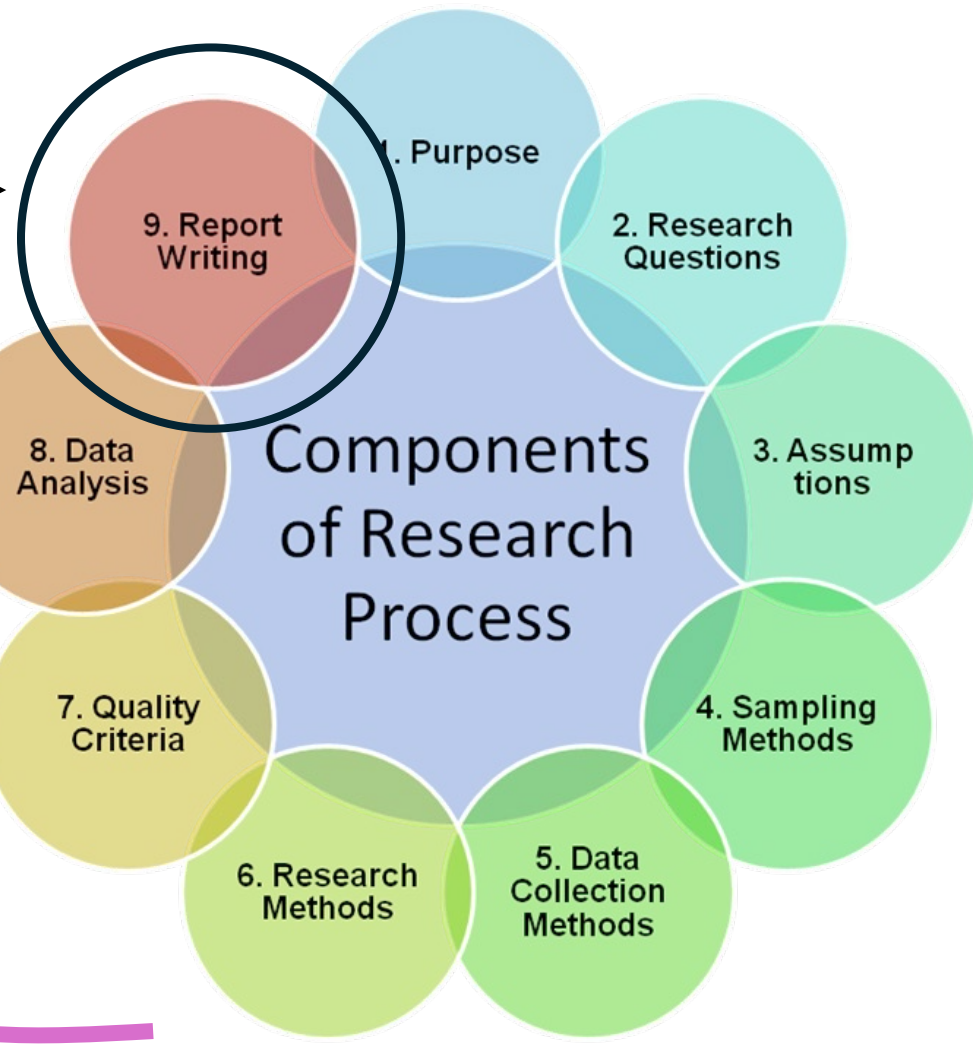 Components
of Research
Process
1. Purpose
2. Research
Questions
3. Assump
tions
4. Sampling
Methods
5. Data
Collection
Methods
6. Research
Methods
7. Quality
Criteria
8. Data
Analysis
9. Report
Writing